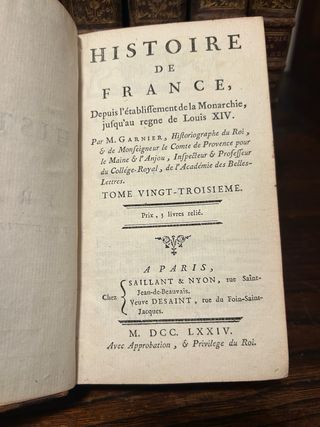 HISTOIRE
DE
FRANCE,
Depuis l'établissement de la Monarchie,
jusqu'au regne de Louis XIV.
Par M. GARNIER, Historiographe du Roi,
& de Monseigneur le Comte de Provence pour
le Maine & l'Anjou, Inspecteur & Professeur
du Collége-Royal, de l'Académie des Belles-
Lettres.
TOME VINGT-TROISIEME.
Prix, 3 livres relié.
A PARIS,
Chez
SAILLANT & NYON, rue Saint-
Jean-de-Beauvais.
Veuve DESAINT, rue du Foin-Saint-
Jacques.
M. DCC. LXXIV.
Avec Approbation, & Privilege du Roi.